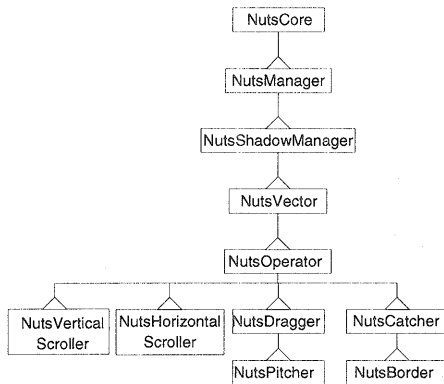 NutsCore
NutsManager
NutsShadowManager
NutsVector
NutsOperator
NutsVertical
Scroller
NutsHorizontal
Scroller
NutsDragger
NutsCatcher
NutsPitcher
NutsBorder